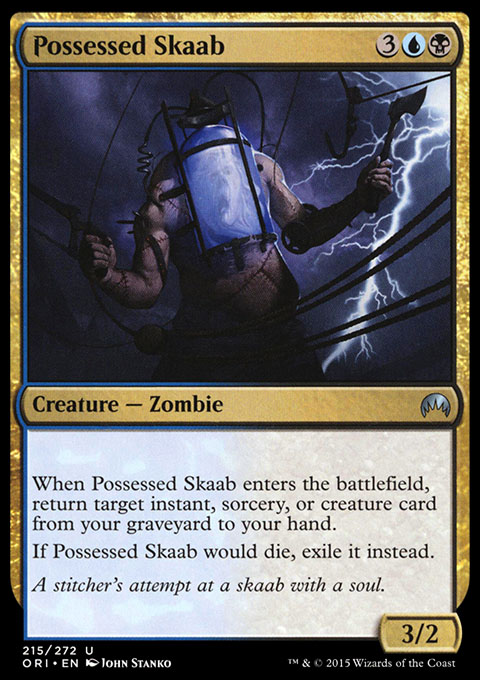 Possessed Skaab 3
Creature — Zombie
When Possessed Skaab enters the battlefield,
return target instant, sorcery, or creature card
from your graveyard to your hand.
If Possessed Skaab would die, exile it instead.
A stitcher's attempt at a skaab with a soul.
3/2
215/272 U
ORI • EN JOHN STANKO
™ & © 2015 Wizards of the Coast